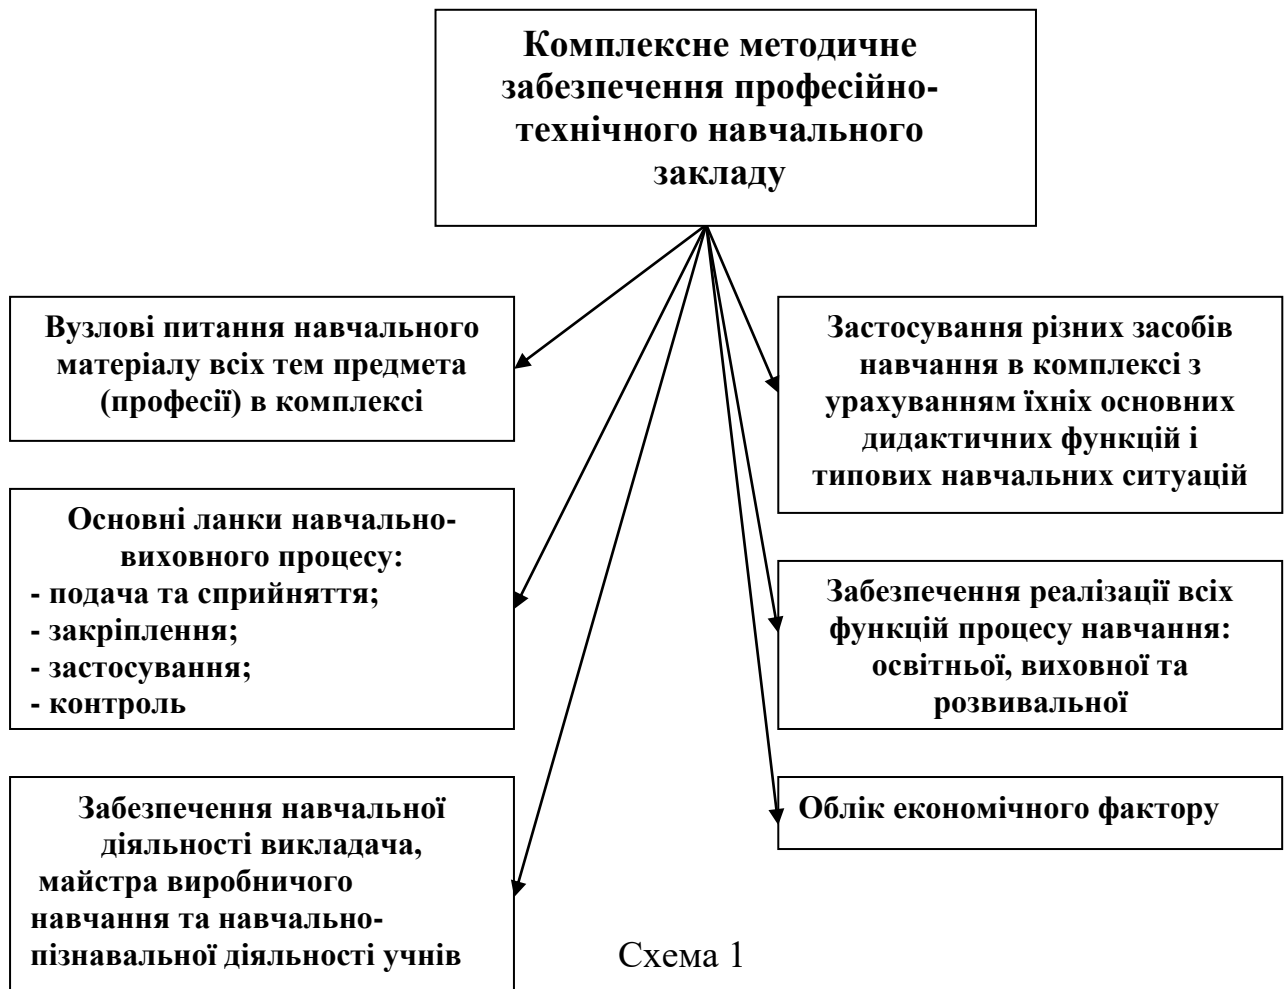 Комплексне методичне
забезпечення професійно-
технічного навчального
закладу
Вузлові питання навчального
матеріалу всіх тем предмета
(професії) в комплексі
Основні ланки навчально-
виховного процесу:
- подача та сприйняття;
- закріплення;
- застосування;
- контроль
Забезпечення навчальної
діяльності викладача,
майстра виробничого
навчання та навчально-
пізнавальної діяльності учнів
Застосування різних засобів
навчання в комплексі з
урахуванням їхніх основних
дидактичних функцій і
типових навчальних ситуацій
Забезпечення реалізації всіх
функцій процесу навчання:
освітньої, виховної та
розвивальної
Облік економічного фактору
Схема 1